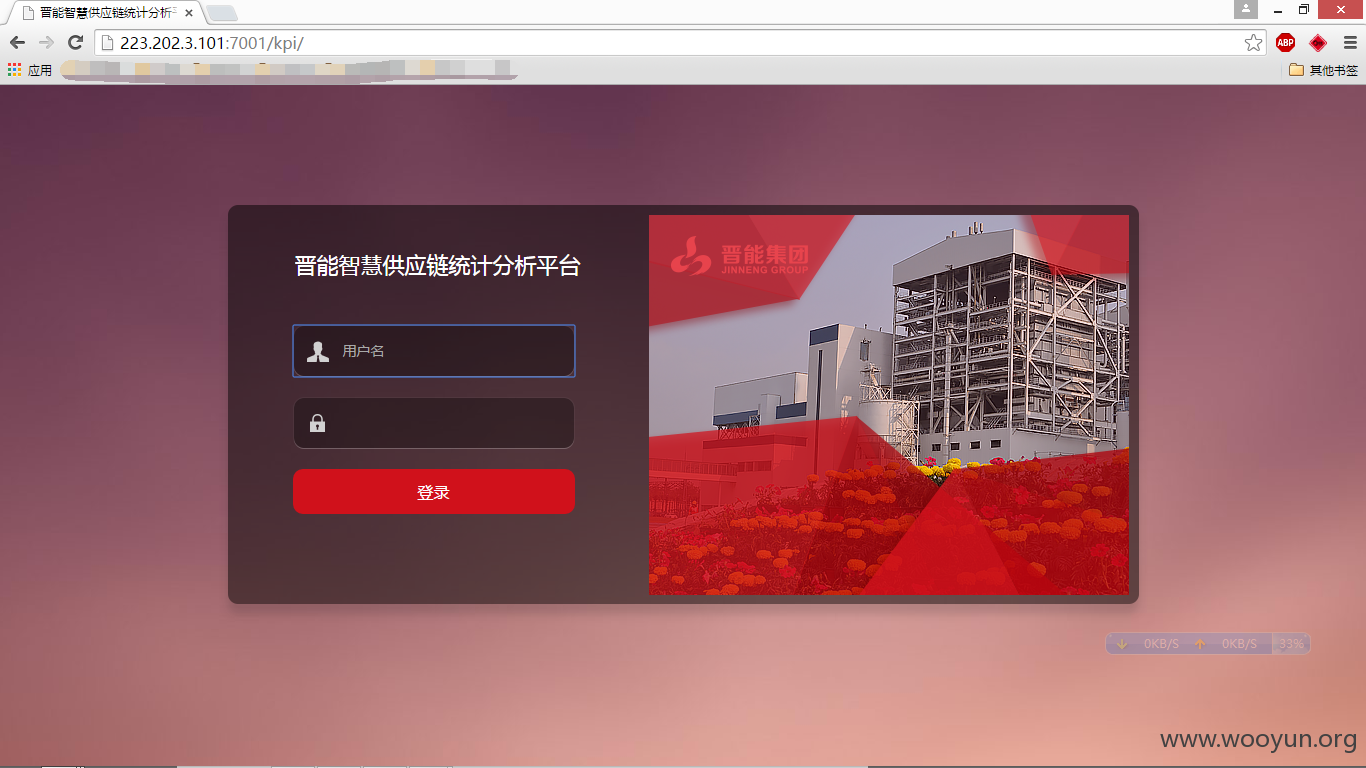 晋能智慧供应链统计分析平
223.202.3.101:7001/kpi/
ABP
应用
其他书签
晋能智慧供应链统计分析平台
用户名
登录
晋能集团
JINNENG GROUP
0KB/S
0KB/S
33%
www.wooyun.org